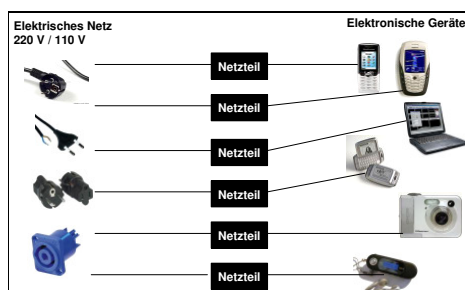 Elektrisches Netz
220 V / 110 V
Elektronische Geräte
Netzteil
Netzteil
Netzteil
Netzteil
Netzteil
Netzteil